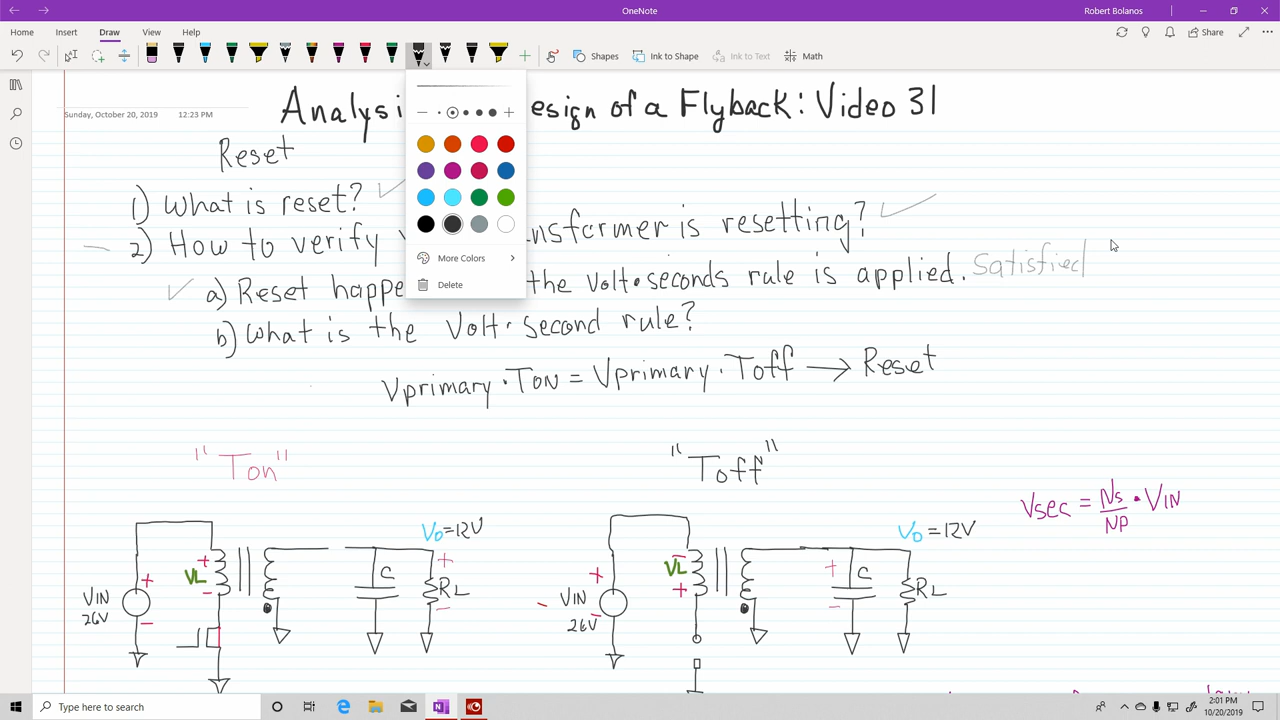 OneNote
Robert Bolanos
Home Insert Draw View Help
Share
Shapes Ink to Shape Ink to Text Math
Analysi esign of a Flyback: Video 31
Sunday, October 20, 2019 12:23 PM
Reset
1) What is reset?
2) How to verify nsformer is resetting?
a) Reset happe the volt·seconds rule is applied. Satisfied
b) What is the Volt·second rule?
Vprimary·TON = Vprimary·Toff → Reset
More Colors
Delete
"Ton"
"Toff"
Vsec = Ns/NP · VIN
Vo=12V
Vo=12V
+ VL - + - VIN 26V C + RL -
- VL + + - VIN 26V + C - RL
Type here to search
2:01 PM
10/20/2019